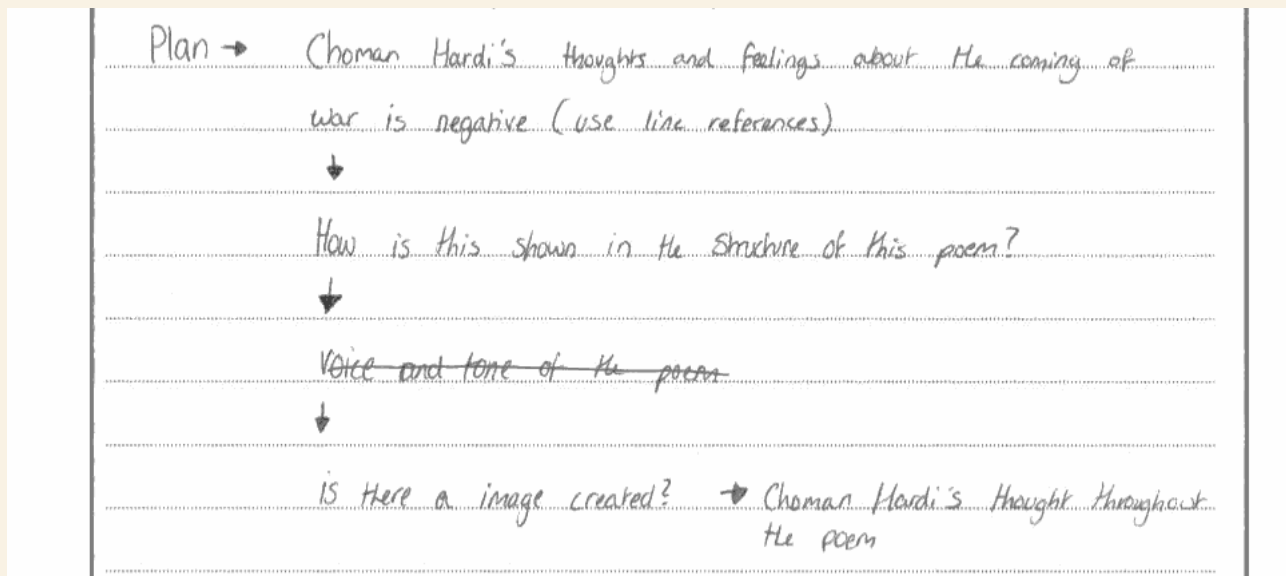 Plan → Choman Hardi's thoughts and feelings about the coming of
war is negative (use line references)
↓
How is this shown in the structure of this poem?
↓
Voice and tone of the poem
↓
is there a image created? → Choman Hardi's thought throughout
the poem